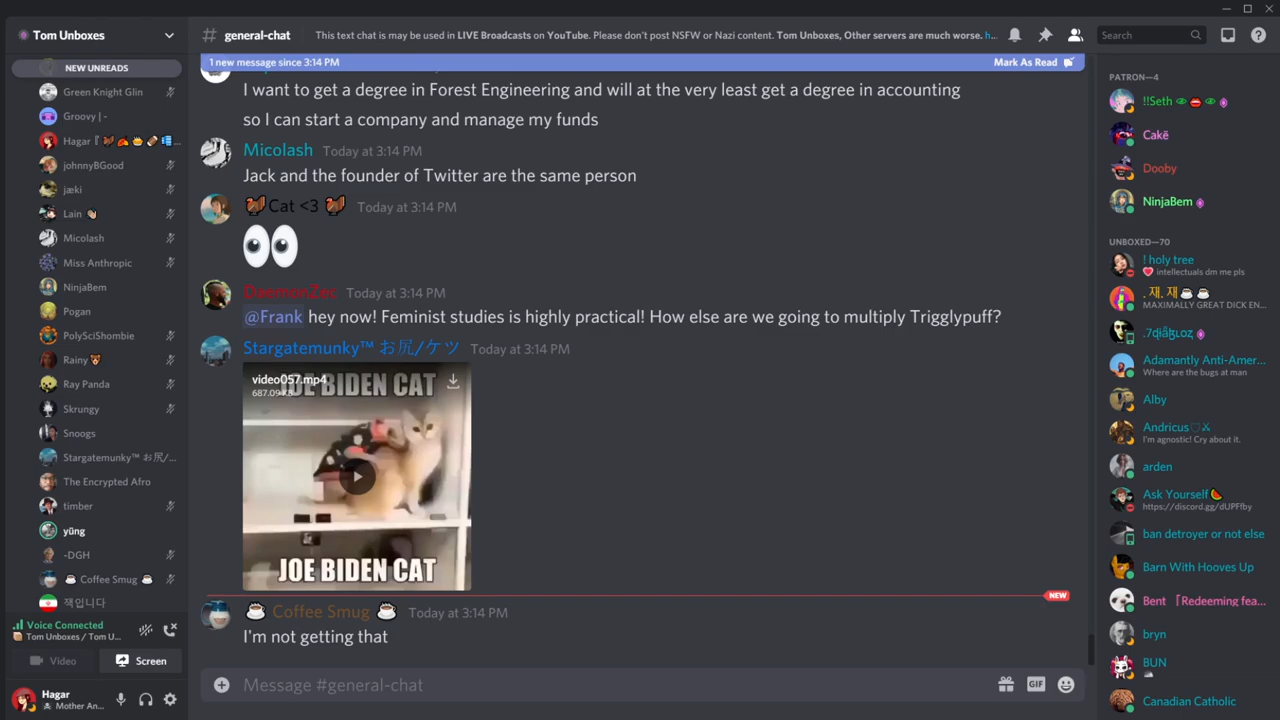 Tom Unboxes
# general-chat
This text chat is may be used in LIVE Broadcasts on YouTube. Please don't post NSFW or Nazi content. Tom Unboxes, Other servers are much worse. h...
Search
NEW UNREADS
Green Knight Glin
Groovy | -
Hagar
johnnyBGood
jæki
Lain
Micolash
Miss Anthropic
NinjaBem
Pogan
PolySciShombie
Rainy
Ray Panda
Skrungy
Snoogs
Stargatemunky™ お尻/...
The Encrypted Afro
timber
yüng
-DGH
Coffee Smug
잭입니다
Voice Connected
Tom Unboxes / Tom U...
Video
Screen
Hagar
Mother An...
1 new message since 3:14 PM
Mark As Read
I want to get a degree in Forest Engineering and will at the very least get a degree in accounting
so I can start a company and manage my funds
Micolash Today at 3:14 PM
Jack and the founder of Twitter are the same person
Cat <3 Today at 3:14 PM
DaemonZec Today at 3:14 PM
@Frank hey now! Feminist studies is highly practical! How else are we going to multiply Trigglypuff?
Stargatemunky™ お尻/ケツ Today at 3:14 PM
video057.mp4
JOE BIDEN CAT
JOE BIDEN CAT
NEW
Coffee Smug Today at 3:14 PM
I'm not getting that
Message #general-chat
GIF
PATRON—4
!!Seth
Cakë
Dooby
NinjaBem
UNBOXED—70
! holy tree
intellectuals dm me pls
. 재. 재
MAXIMALLY GREAT DICK EN...
Adamantly Anti-Amer...
Where are the bugs at man
Alby
Andricus
I'm agnostic! Cry about it.
arden
Ask Yourself
https://discord.gg/dUPFfby
ban detroyer or not else
Barn With Hooves Up
Bent 「Redeeming fea...
bryn
BUN
Canadian Catholic